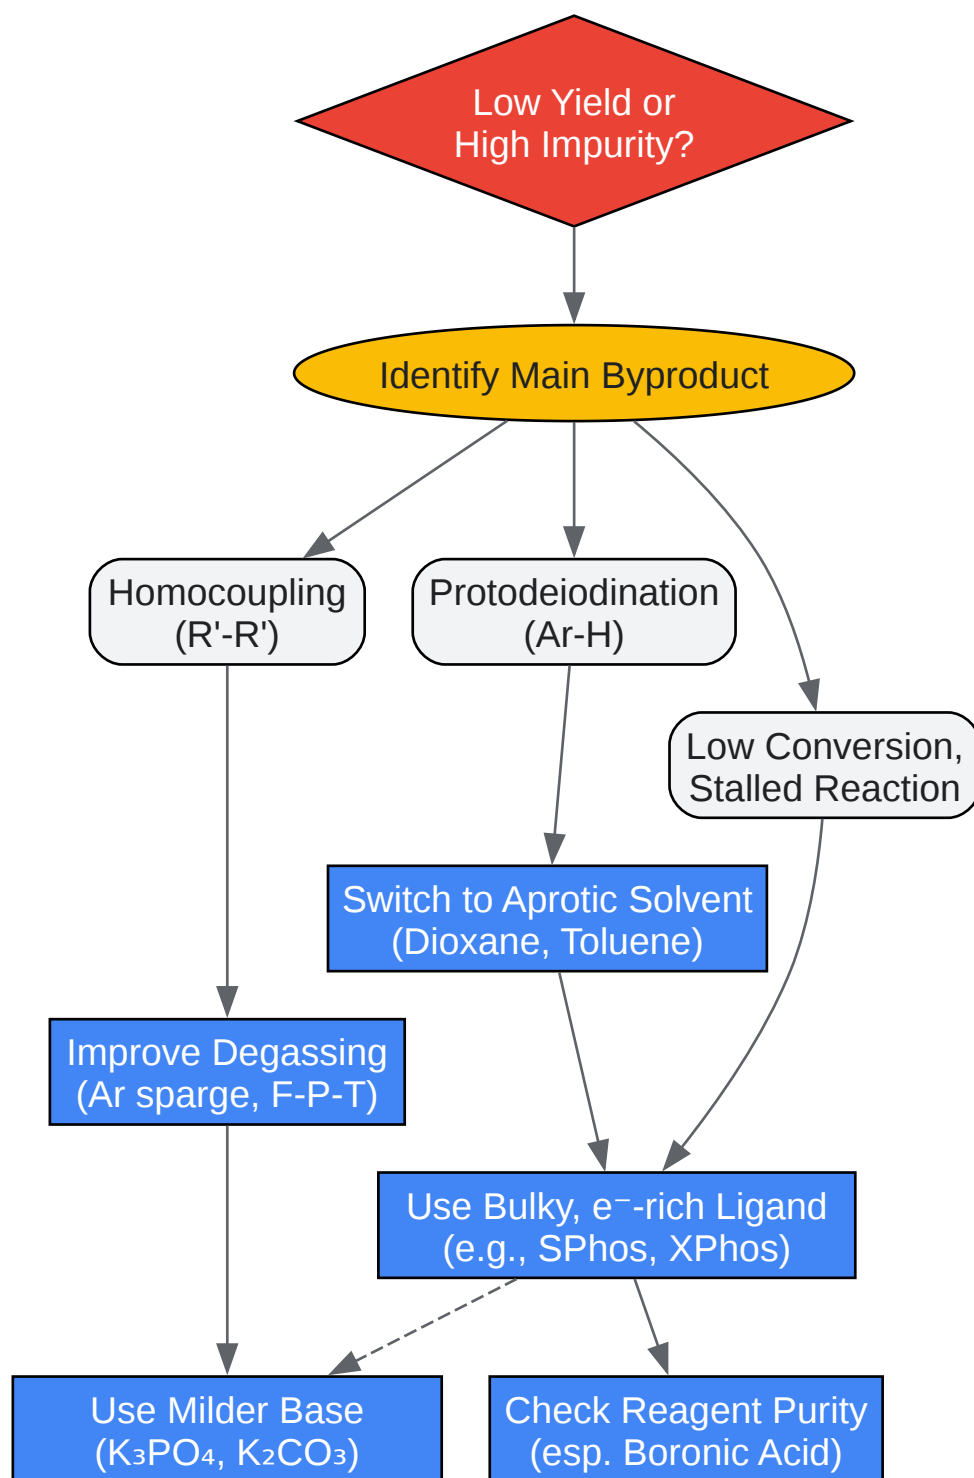 Low Yield or
High Impurity?
Identify Main Byproduct
Homocoupling
(R'-R')
Protodeiodination
(Ar-H)
Low Conversion,
Stalled Reaction
Switch to Aprotic Solvent
(Dioxane, Toluene)
Improve Degassing
(Ar sparge, F-P-T)
Use Bulky, e⁻-rich Ligand
(e.g., SPhos, XPhos)
Use Milder Base
(K₃PO₄, K₂CO₃)
Check Reagent Purity
(esp. Boronic Acid)